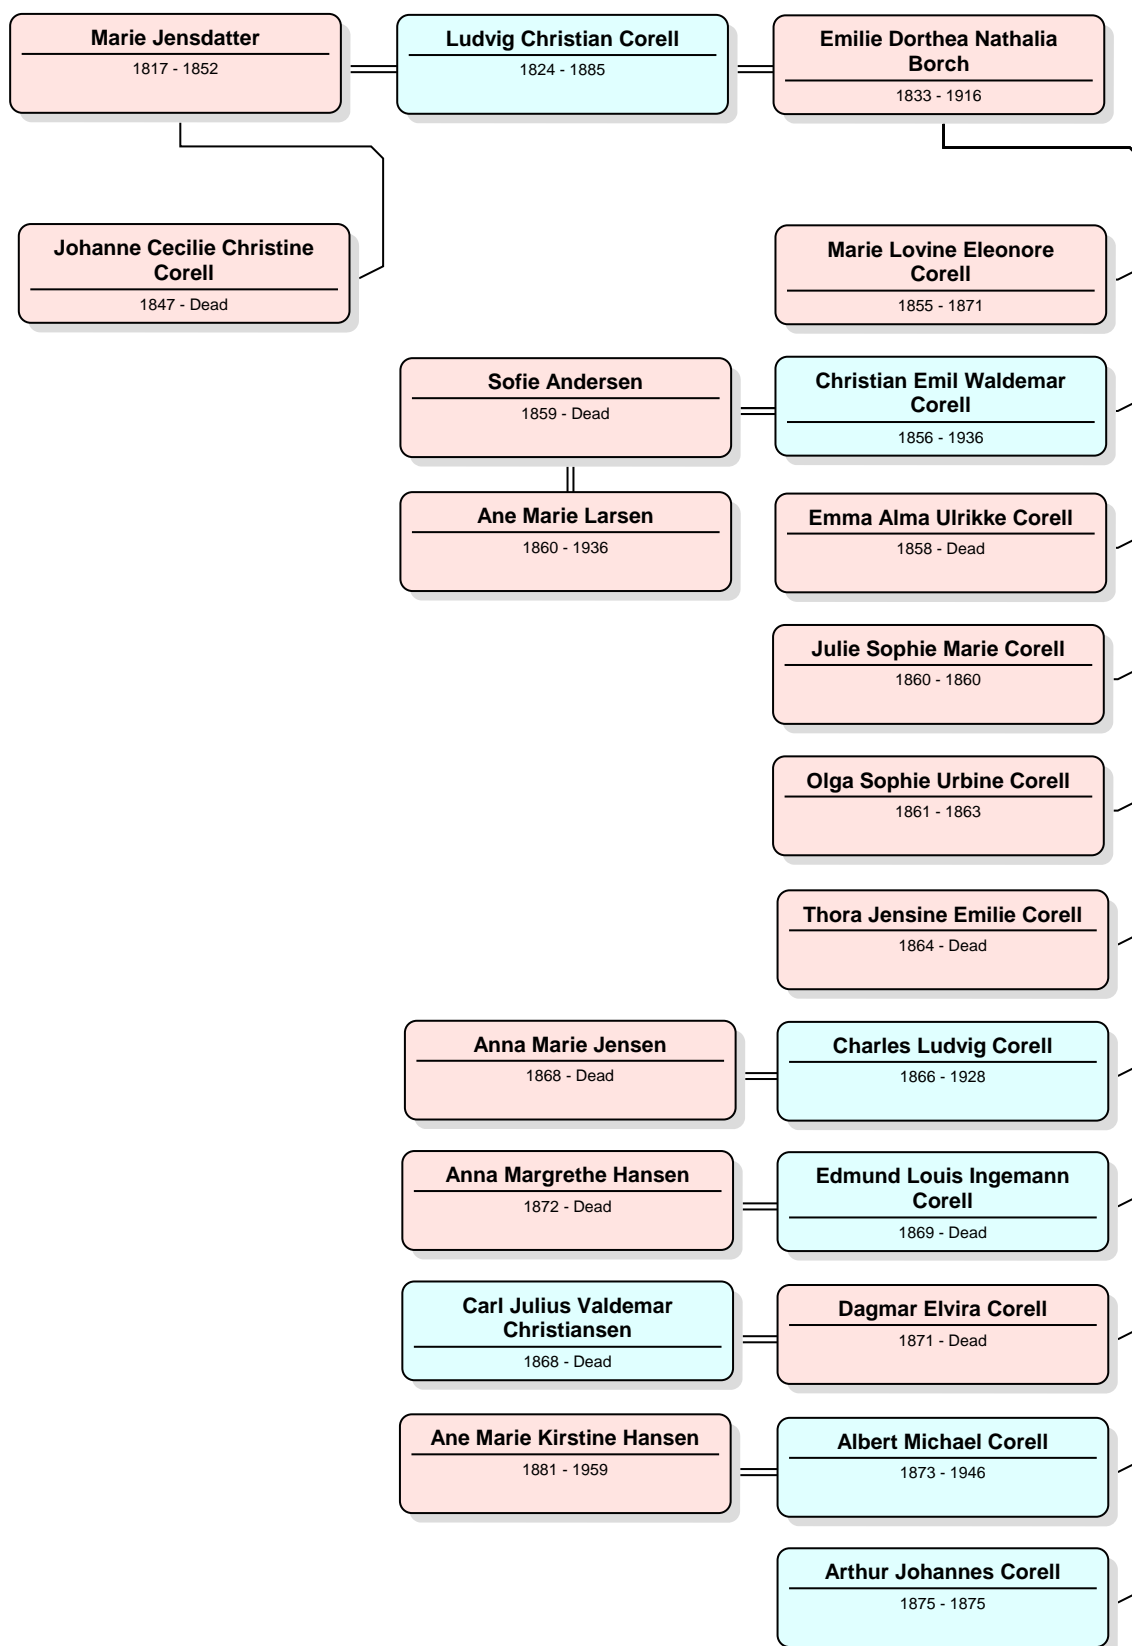 Marie Jensdatter
1817 - 1852
Ludvig Christian Corell
1824 - 1885
Emilie Dorthea Nathalia
Borch
1833 - 1916
Johanne Cecilie Christine
Corell
1847 - Dead
Marie Lovine Eleonore
Corell
1855 - 1871
Sofie Andersen
1859 - Dead
Christian Emil Waldemar
Corell
1856 - 1936
Ane Marie Larsen
1860 - 1936
Emma Alma Ulrikke Corell
1858 - Dead
Julie Sophie Marie Corell
1860 - 1860
Olga Sophie Urbine Corell
1861 - 1863
Thora Jensine Emilie Corell
1864 - Dead
Anna Marie Jensen
1868 - Dead
Charles Ludvig Corell
1866 - 1928
Anna Margrethe Hansen
1872 - Dead
Edmund Louis Ingemann
Corell
1869 - Dead
Carl Julius Valdemar
Christiansen
1868 - Dead
Dagmar Elvira Corell
1871 - Dead
Ane Marie Kirstine Hansen
1881 - 1959
Albert Michael Corell
1873 - 1946
Arthur Johannes Corell
1875 - 1875